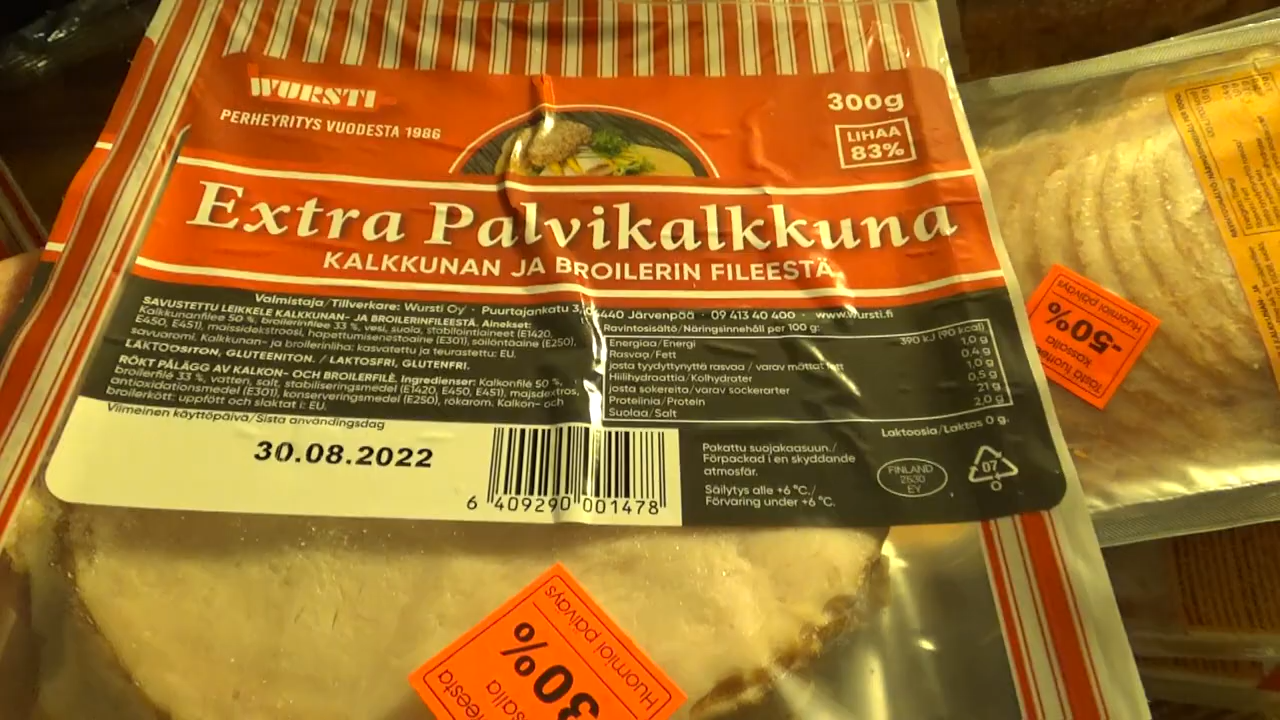 WURSTI
PERHEYRITYS VUODESTA 1986
300g
LIHAA
83%
Extra Palvikalkkuna
KALKKUNAN JA BROILERIN FILEESTÄ
Valmistaja/Tillverkare: Wursti Oy · Puurtajankatu 3, 04440 Järvenpää · 09 413 40 400 · www.wursti.fi
SAVUSTETTU LEIKKELE KALKKUNAN- JA BROILERINFILEESTÄ. Ainekset:
Kalkkunanfilee 50 %, broilerinfilee 33 %, vesi, suola, stabilointiaineet (E1420,
E450, E451), maissidekstroosi, hapettumisenestoaine (E301), säilöntäaine (E250),
savuaromi. Kalkkunan- ja broilerinliha: kasvatettu ja teurastettu: EU.
LAKTOOSITON, GLUTEENITON. / LAKTOSFRI, GLUTENFRI.
RÖKT PÅLÄGG AV KALKON- OCH BROILERFILÉ. Ingredienser: Kalkonfilé 50 %,
broilerfilé 33 %, vatten, salt, stabiliseringsmedel (E1420, E450, E451), majsdextros,
antioxidationsmedel (E301), konserveringsmedel (E250), rökarom. Kalkon- och
broilerkött: uppfött och slaktat i: EU.
Ravintosisältö/Näringsinnehåll per 100 g:
Energiaa/Energi 390 kJ (90 kcal)
Rasvaa/Fett 1,0 g
josta tyydyttynyttä rasvaa / varav mättat fett 0,4 g
Hiilihydraattia/Kolhydrater 1,0 g
josta sokereita/varav sockerarter 0,5 g
Proteiinia/Protein 21 g
Suolaa/Salt 2,0 g
Laktoosia/Laktos 0 g.
Viimeinen käyttöpäivä/Sista användingsdag
30.08.2022
6 409290 001478
Pakattu suojakaasuun./
Förpackad i en skyddande
atmosfär.
Säilytys alle +6 °C./
Förvaring under +6 °C.
FINLAND
2630
EY
07
O
Huomioi päiväys
-50%
kassalla
Tästä tuotteesta
Huomioi päiväys
30%